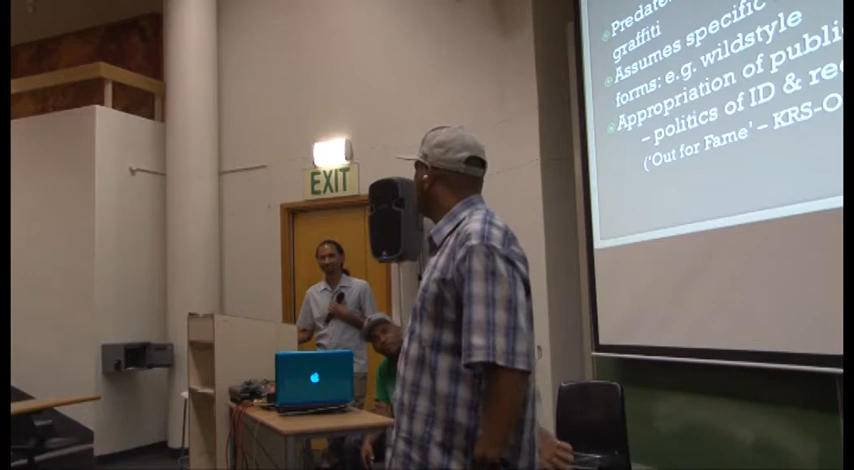 EXIT
Predate
graffiti
Assumes specific
forms: e.g. wildstyle
Appropriation of publi
– politics of ID & re
('Out for Fame' – KRS-O